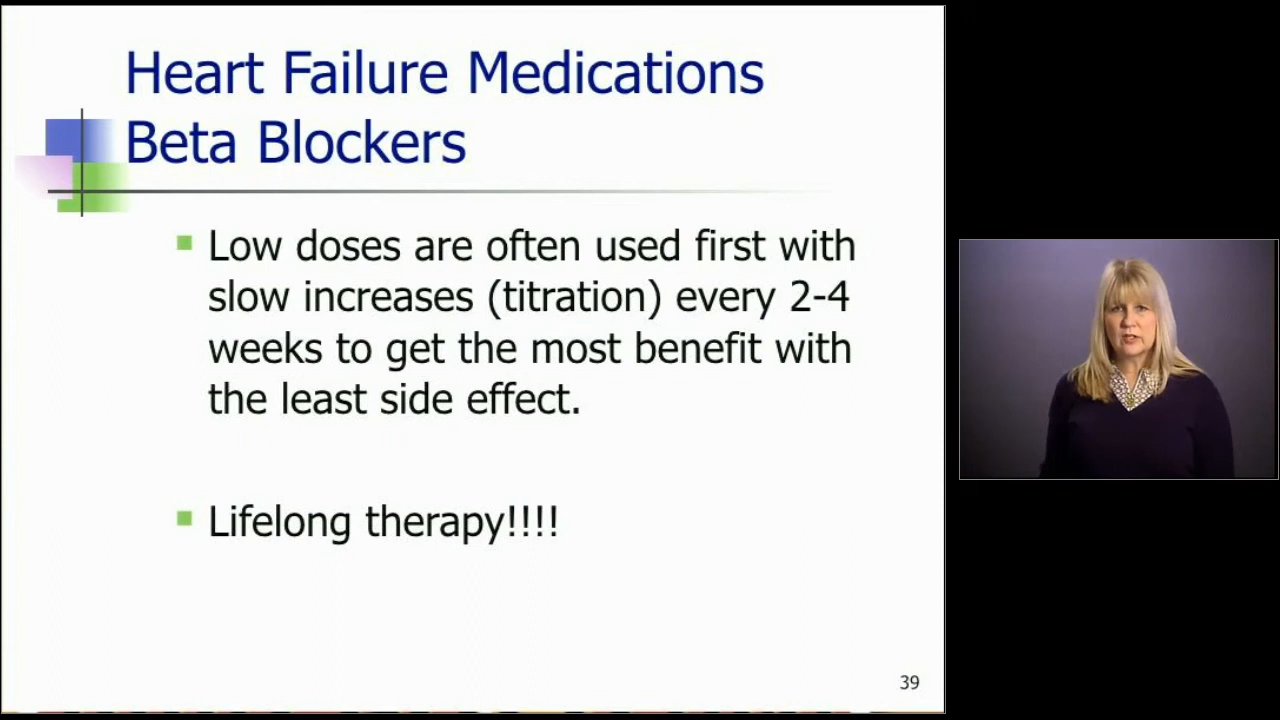 Heart Failure Medications
Beta Blockers
Low doses are often used first with
slow increases (titration) every 2-4
weeks to get the most benefit with
the least side effect.
Lifelong therapy!!!!
39